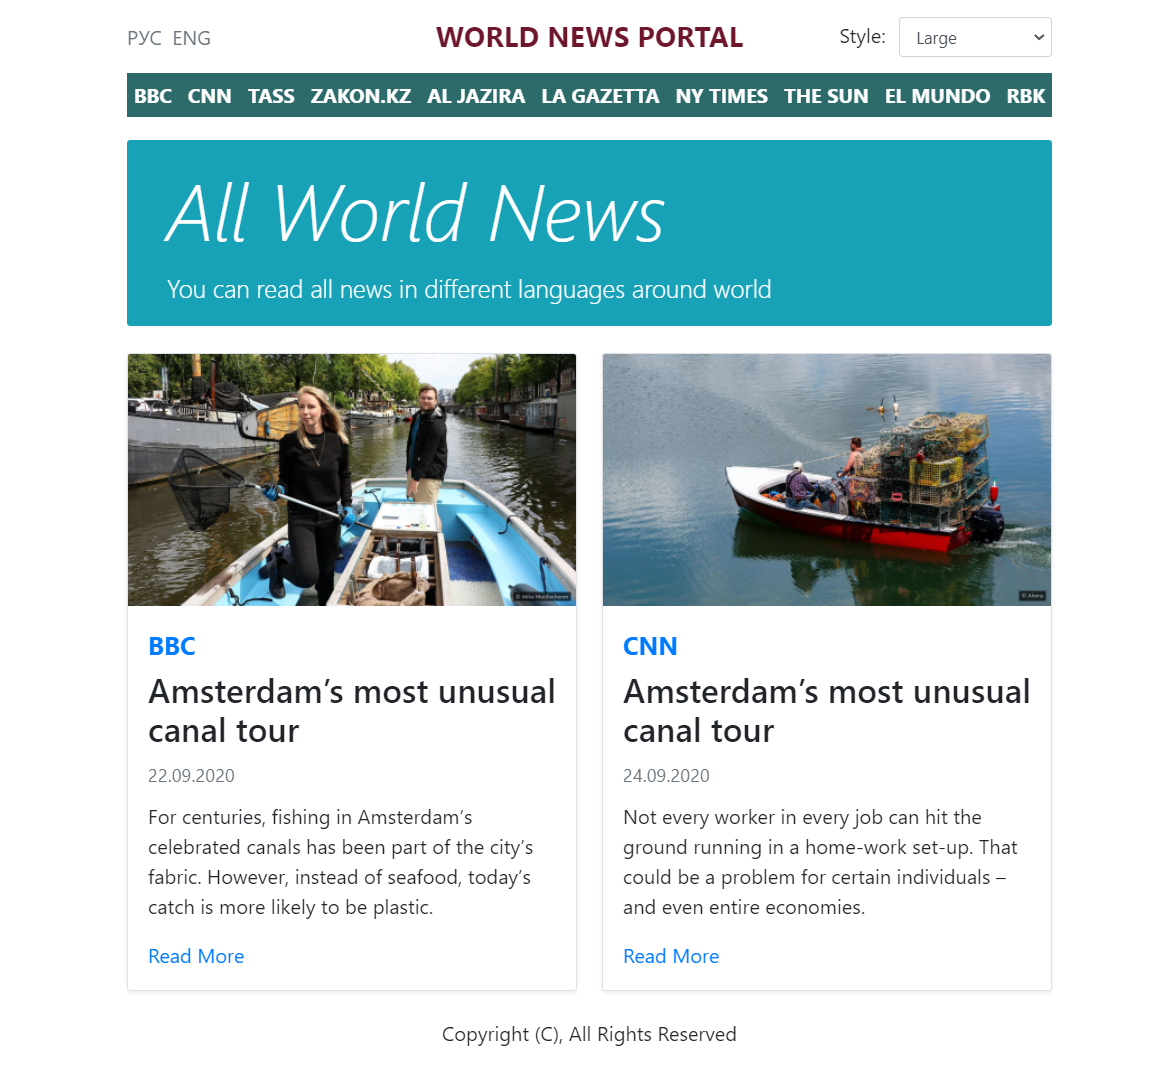 РУС ENG
WORLD NEWS PORTAL
Style: Large
BBC CNN TASS ZAKON.KZ AL JAZIRA LA GAZETTA NY TIMES THE SUN EL MUNDO RBK
All World News
You can read all news in different languages around world
© Alamy
BBC
Amsterdam’s most unusual
canal tour
22.09.2020
For centuries, fishing in Amsterdam’s
celebrated canals has been part of the city’s
fabric. However, instead of seafood, today’s
catch is more likely to be plastic.
Read More
CNN
Amsterdam’s most unusual
canal tour
24.09.2020
Not every worker in every job can hit the
ground running in a home-work set-up. That
could be a problem for certain individuals –
and even entire economies.
Read More
Copyright (C), All Rights Reserved